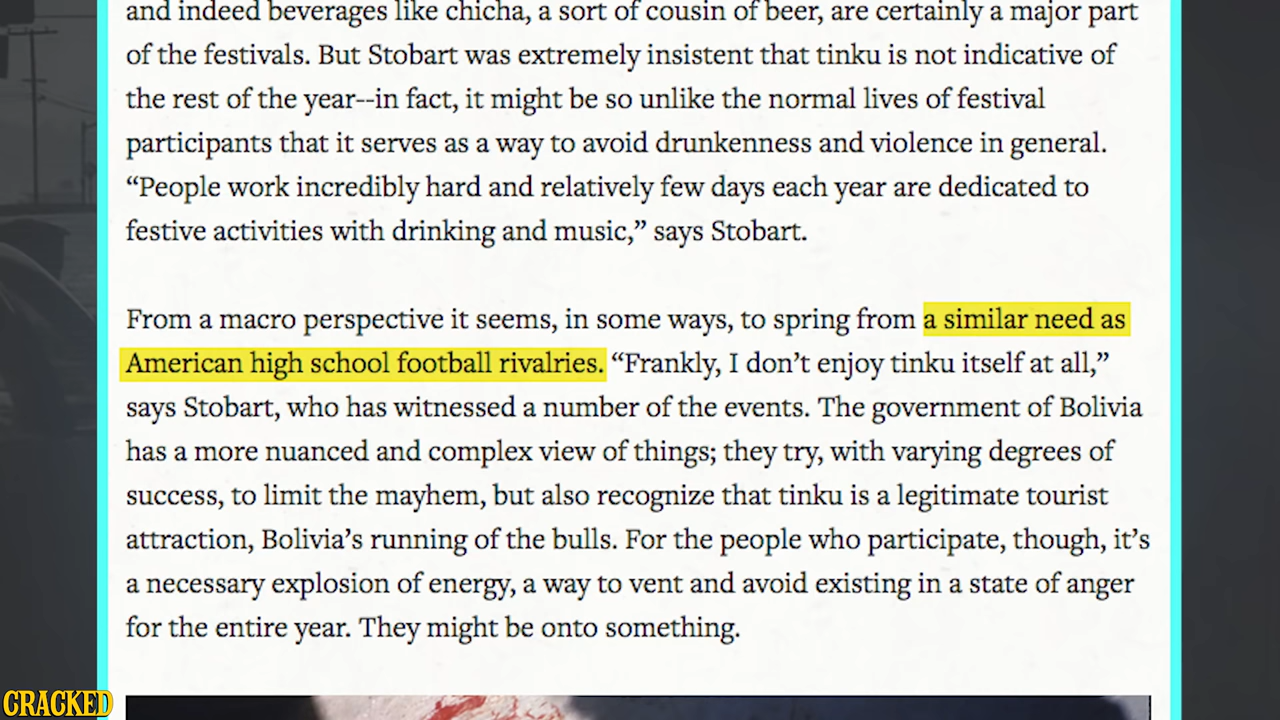 and indeed beverages like chicha, a sort of cousin of beer, are certainly a major part
of the festivals. But Stobart was extremely insistent that tinku is not indicative of
the rest of the year--in fact, it might be so unlike the normal lives of festival
participants that it serves as a way to avoid drunkenness and violence in general.
“People work incredibly hard and relatively few days each year are dedicated to
festive activities with drinking and music,” says Stobart.
From a macro perspective it seems, in some ways, to spring from a similar need as
American high school football rivalries. “Frankly, I don’t enjoy tinku itself at all,”
says Stobart, who has witnessed a number of the events. The government of Bolivia
has a more nuanced and complex view of things; they try, with varying degrees of
success, to limit the mayhem, but also recognize that tinku is a legitimate tourist
attraction, Bolivia’s running of the bulls. For the people who participate, though, it’s
a necessary explosion of energy, a way to vent and avoid existing in a state of anger
for the entire year. They might be onto something.
CRACKED